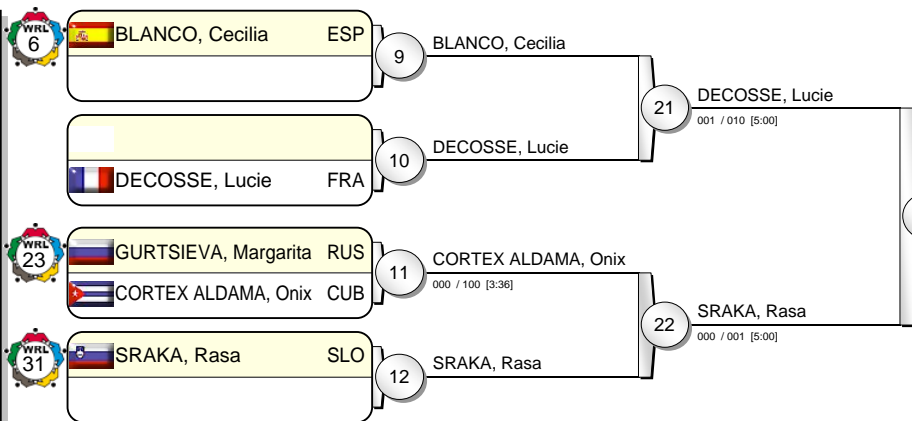 WRL
6
BLANCO, Cecilia ESP
9
BLANCO, Cecilia
21
DECOSSE, Lucie
001 / 010 [5:00]
10
DECOSSE, Lucie
DECOSSE, Lucie FRA
WRL
23
GURTSIEVA, Margarita RUS
CORTEX ALDAMA, Onix CUB
11
CORTEX ALDAMA, Onix
000 / 100 [3:36]
22
SRAKA, Rasa
000 / 001 [5:00]
WRL
31
SRAKA, Rasa SLO
12
SRAKA, Rasa